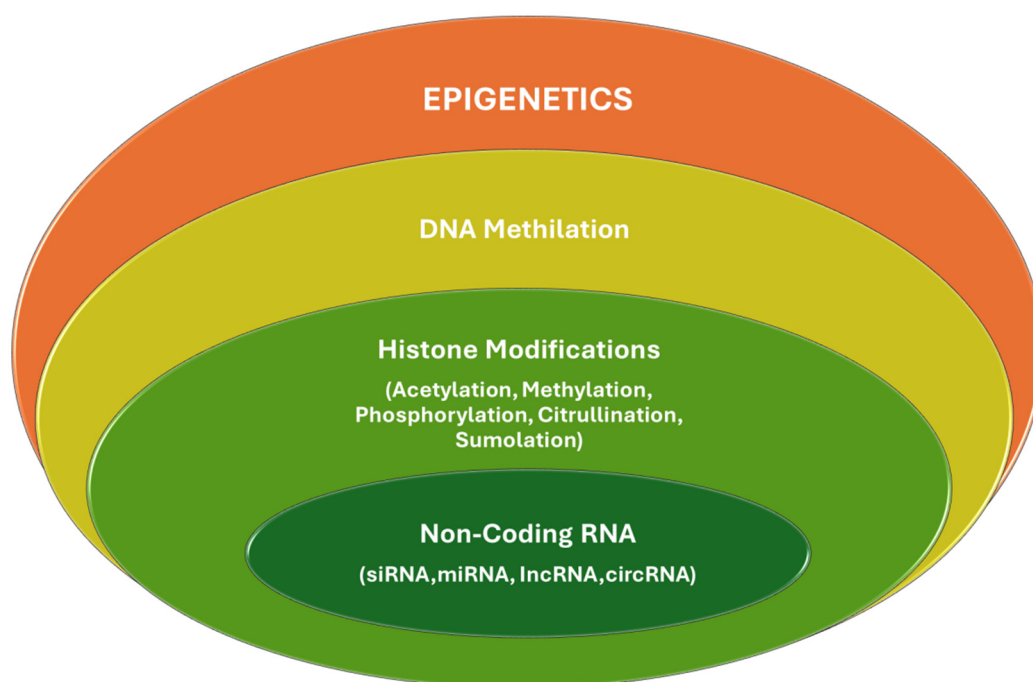 EPIGENETICS
DNA Methilation
Histone Modifications
(Acetylation, Methylation,
Phosphorylation, Citrullination,
Sumolation)
Non-Coding RNA
(siRNA,miRNA, lncRNA,circRNA)